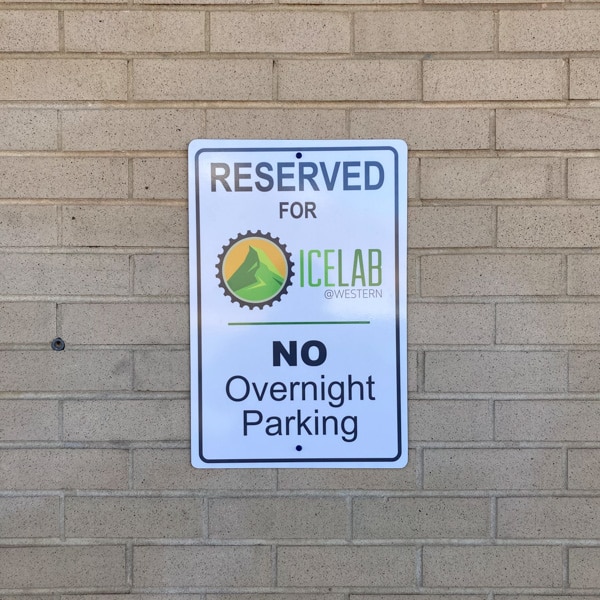 RESERVED
FOR
ICELAB
@WESTERN
NO
Overnight
Parking